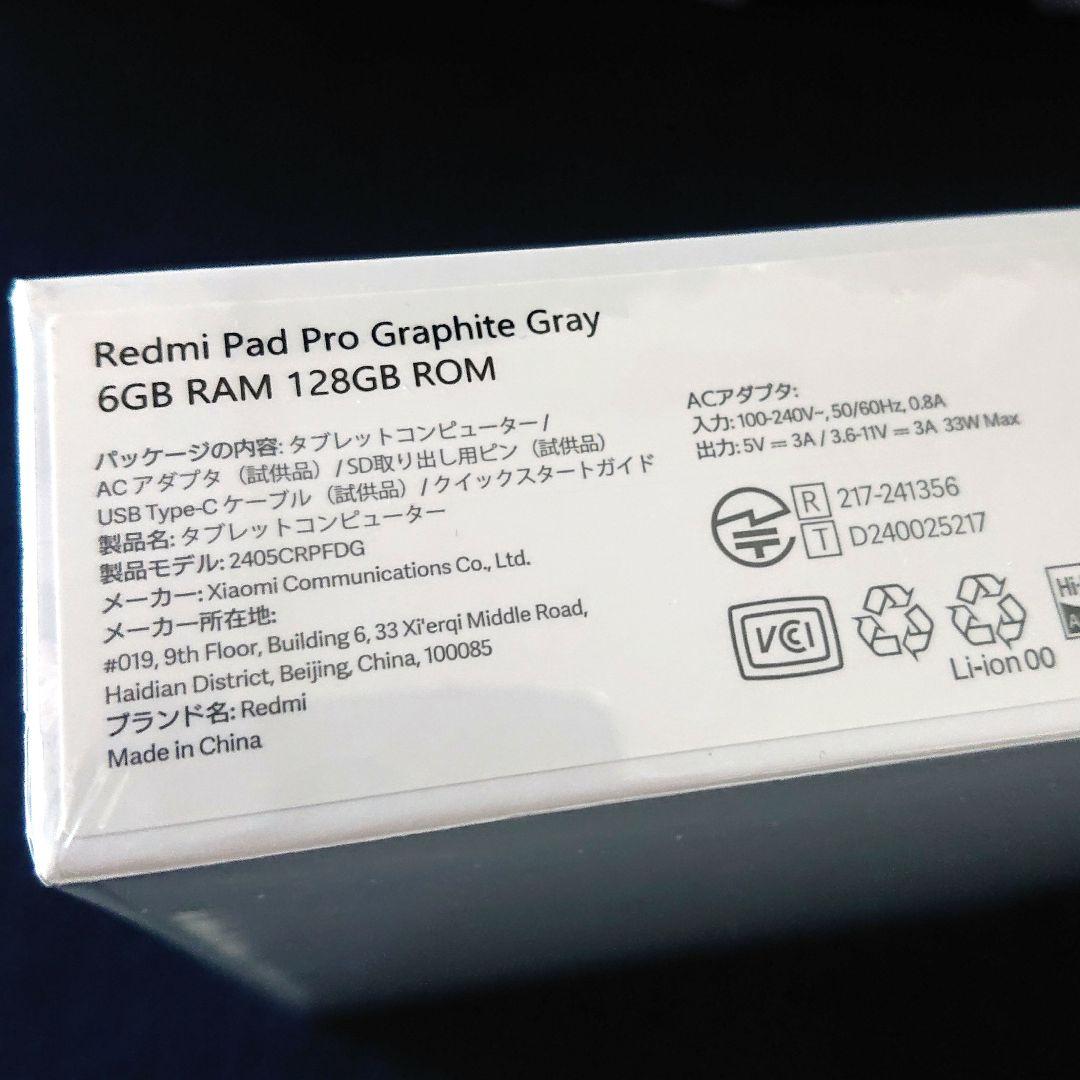 Redmi Pad Pro Graphite Gray
6GB RAM 128GB ROM
パッケージの内容: タブレットコンピューター /
ACアダプタ（試供品）/ SD取り出し用ピン（試供品）
USB Type-C ケーブル（試供品）/ クイックスタートガイド
製品名: タブレットコンピューター
製品モデル: 2405CRPFDG
メーカー: Xiaomi Communications Co., Ltd.
メーカー所在地:
#019, 9th Floor, Building 6, 33 Xi'erqi Middle Road,
Haidian District, Beijing, China, 100085
ブランド名: Redmi
Made in China
ACアダプタ:
入力: 100-240V~, 50/60Hz, 0.8A
出力: 5V ⎓ 3A / 3.6-11V ⎓ 3A 33W Max
R 217-241356
T D240025217
VCCI
Li-ion 00
Hi-